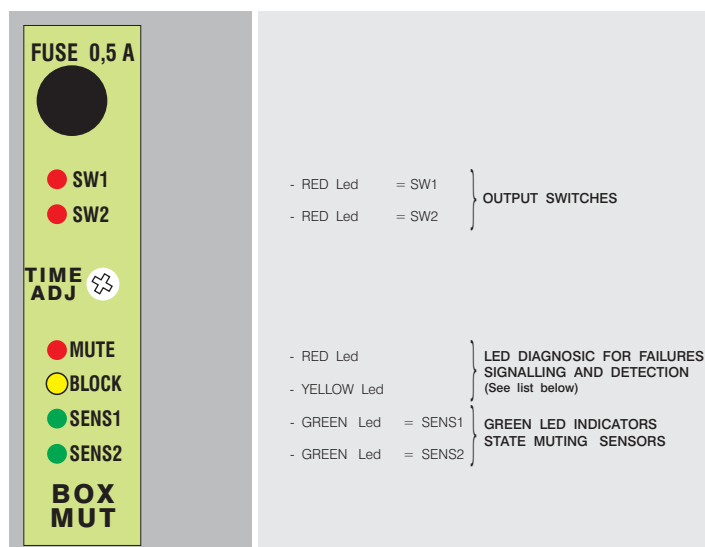 FUSE 0,5 A
SW1
SW2
TIME
ADJ
MUTE
BLOCK
SENS1
SENS2
BOX
MUT
- RED Led = SW1
- RED Led = SW2
OUTPUT SWITCHES
- RED Led
- YELLOW Led
LED DIAGNOSIC FOR FAILURES
SIGNALLING AND DETECTION
(See list below)
- GREEN Led = SENS1
- GREEN Led = SENS2
GREEN LED INDICATORS
STATE MUTING SENSORS